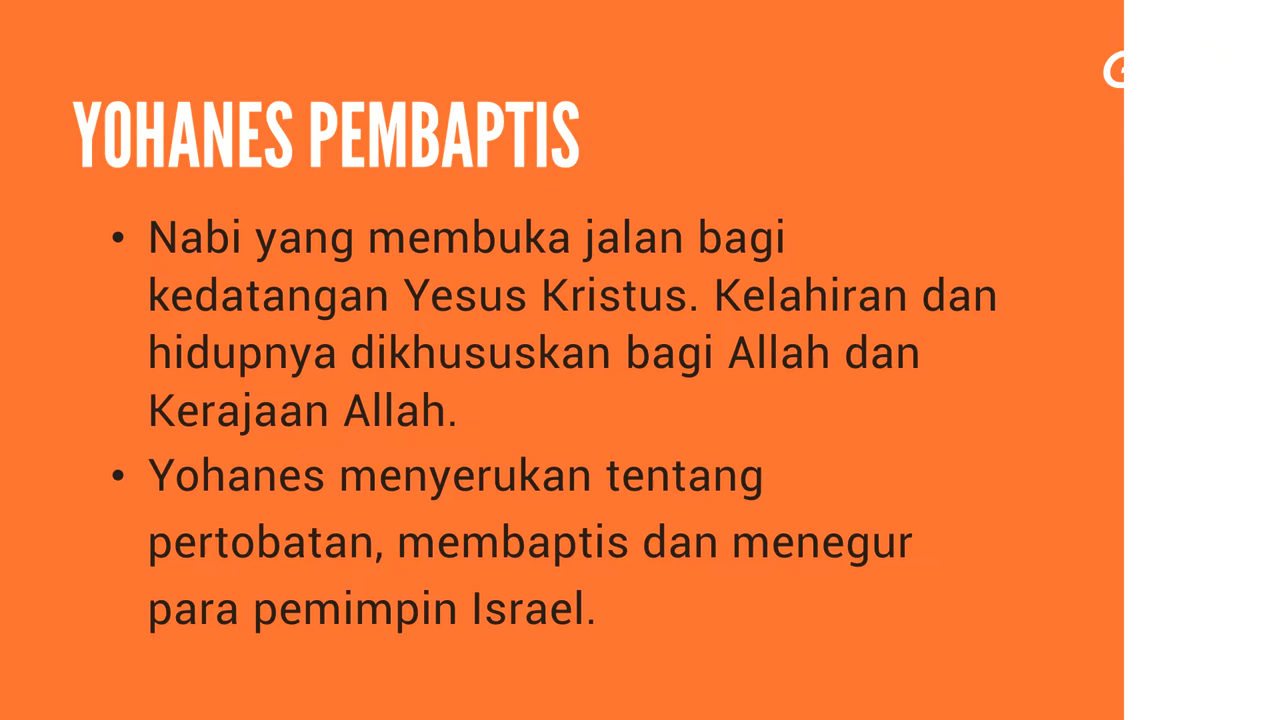 YOHANES PEMBAPTIS
• Nabi yang membuka jalan bagi
kedatangan Yesus Kristus. Kelahiran dan
hidupnya dikhususkan bagi Allah dan
Kerajaan Allah.
• Yohanes menyerukan tentang
pertobatan, membaptis dan menegur
para pemimpin Israel.